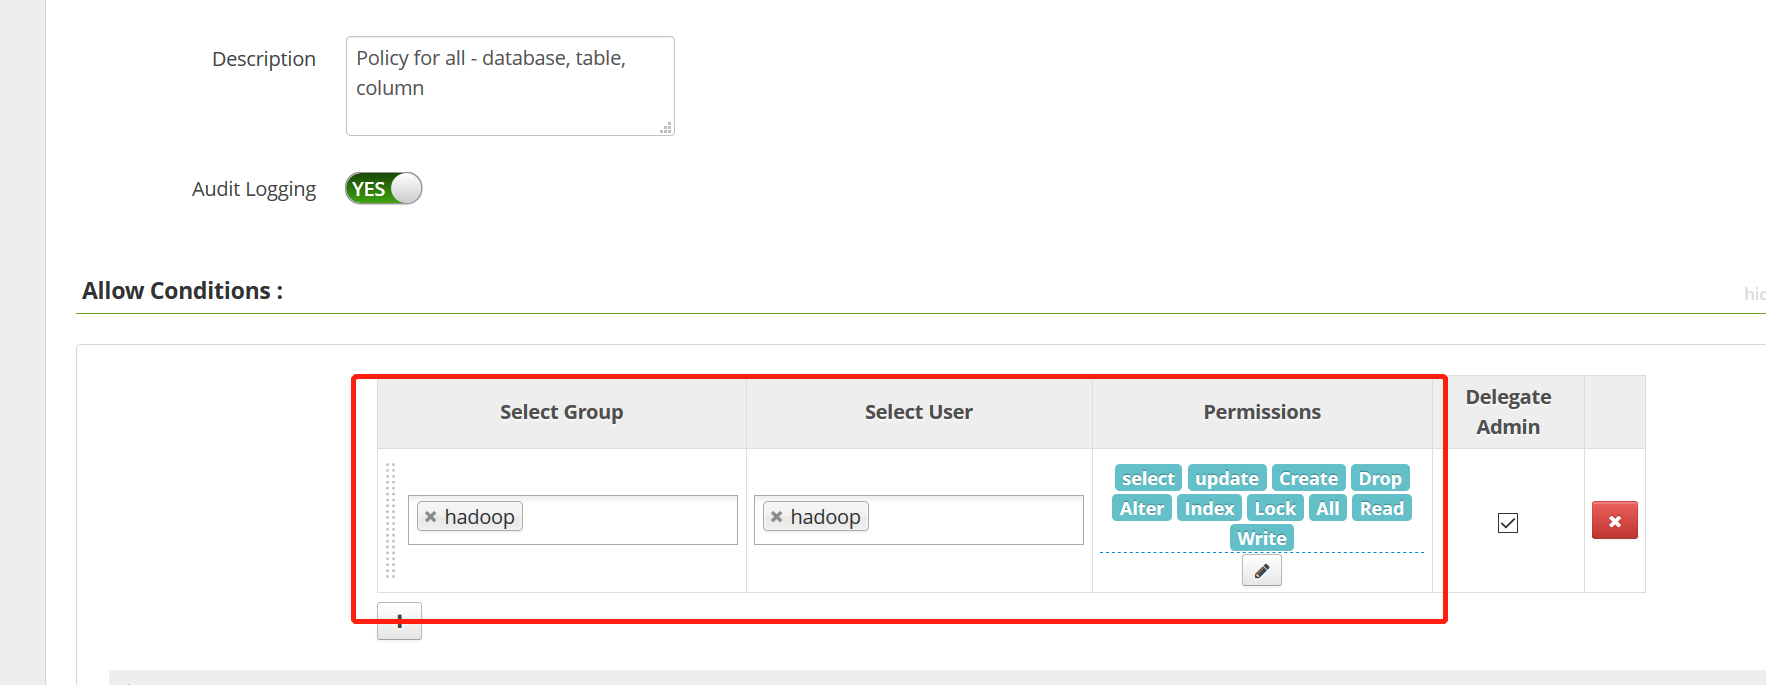 Description
Policy for all - database, table,
column
Audit Logging
YES
Allow Conditions :
Select Group
Select User
Permissions
Delegate
Admin
hadoop
hadoop
select update Create Drop
Alter Index Lock All Read
Write